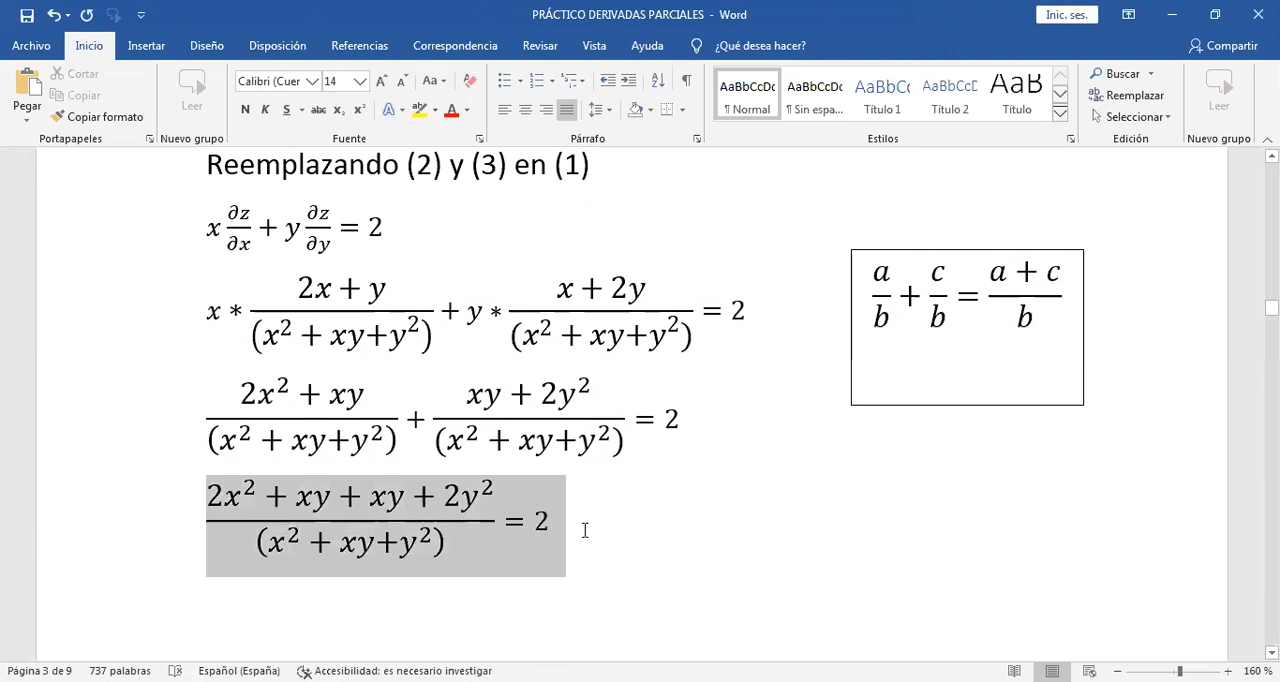 PRÁCTICO DERIVADAS PARCIALES - Word
Inic. ses.
Archivo Inicio Insertar Diseño Disposición Referencias Correspondencia Revisar Vista Ayuda ¿Qué desea hacer? Compartir
Pegar
Cortar
Copiar
Copiar formato
Leer
Calibri (Cuer 14
N K S abc x₂ x²
AaBbCcDc AaBbCcDc AaBbC AaBbCcD AaB
¶ Normal ¶ Sin espa... Título 1 Título 2 Título
Buscar
Reemplazar
Seleccionar
Leer
Portapapeles Nuevo grupo Fuente Párrafo Estilos Edición Nuevo grupo
Reemplazando (2) y (3) en (1)
x ∂z/∂x + y ∂z/∂y = 2
x * (2x + y)/(x² + xy+y²) + y * (x + 2y)/(x² + xy+y²) = 2
a/b + c/b = (a + c)/b
(2x² + xy)/(x² + xy+y²) + (xy + 2y²)/(x² + xy+y²) = 2
(2x² + xy + xy + 2y²)/(x² + xy+y²) = 2
Página 3 de 9 737 palabras Español (España) Accesibilidad: es necesario investigar 160 %